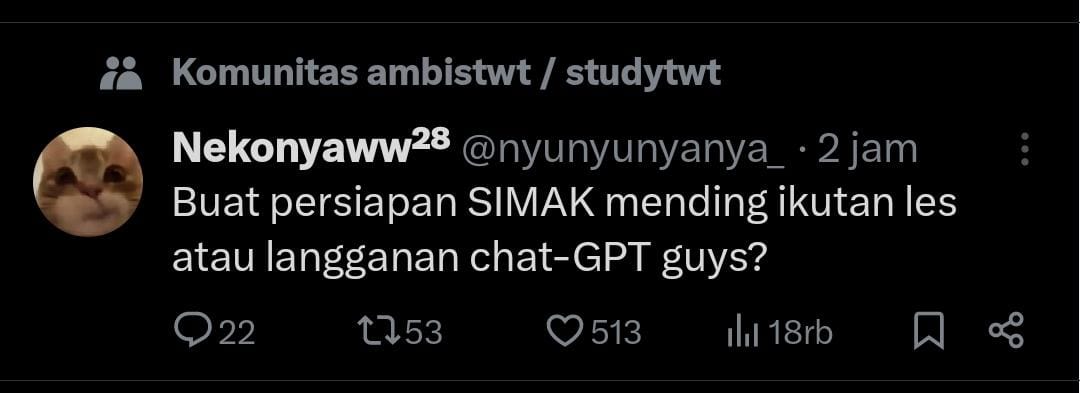 Komunitas ambistwt / studytwt
Nekonyaww²⁸ @nyunyunyanya_ · 2 jam
Buat persiapan SIMAK mending ikutan les
atau langganan chat-GPT guys?
22 53 513 18rb